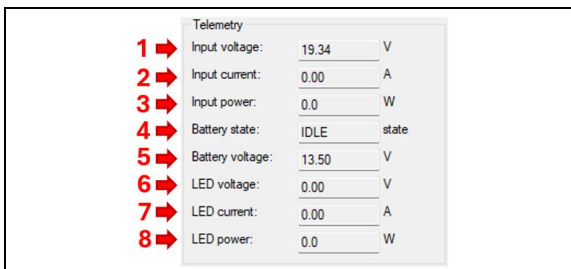 Telemetry
1 Input voltage: 19.34 V
2 Input current: 0.00 A
3 Input power: 0.0 W
4 Battery state: IDLE state
5 Battery voltage: 13.50 V
6 LED voltage: 0.00 V
7 LED current: 0.00 A
8 LED power: 0.0 W